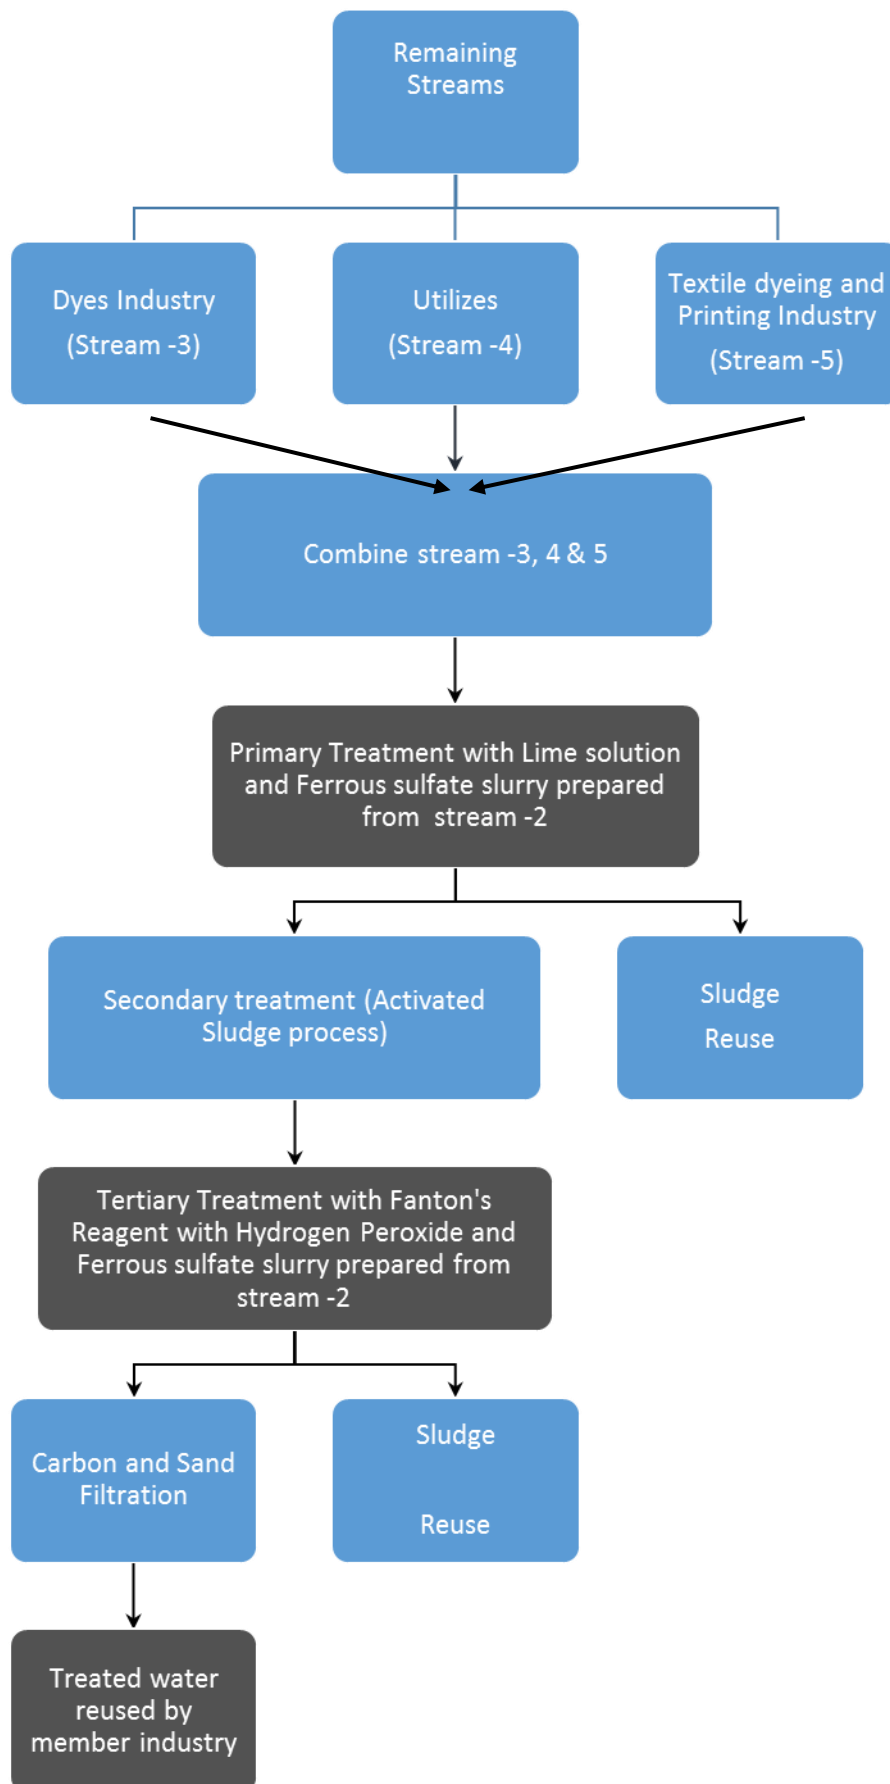 Remaining
Streams
Dyes Industry
(Stream -3)
Utilizes
(Stream -4)
Textile dyeing and
Printing Industry
(Stream -5)
Combine stream -3, 4 & 5
Primary Treatment with Lime solution
and Ferrous sulfate slurry prepared
from stream -2
Secondary treatment (Activated
Sludge process)
Sludge
Reuse
Tertiary Treatment with Fanton's
Reagent with Hydrogen Peroxide and
Ferrous sulfate slurry prepared from
stream -2
Carbon and Sand
Filtration
Sludge
Reuse
Treated water
reused by
member industry